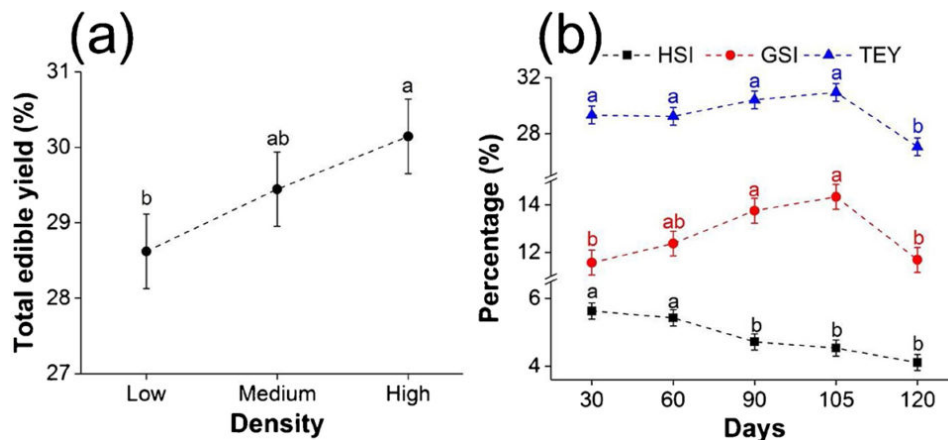 (a)
Total edible yield (%)
31
30
29
28
27
b
ab
a
Low Medium High
Density
(b)
HSI GSI TEY
Percentage (%)
32
28
14
12
6
4
a a a a b
b ab a a b
a a b b b
30 60 90 105 120
Days